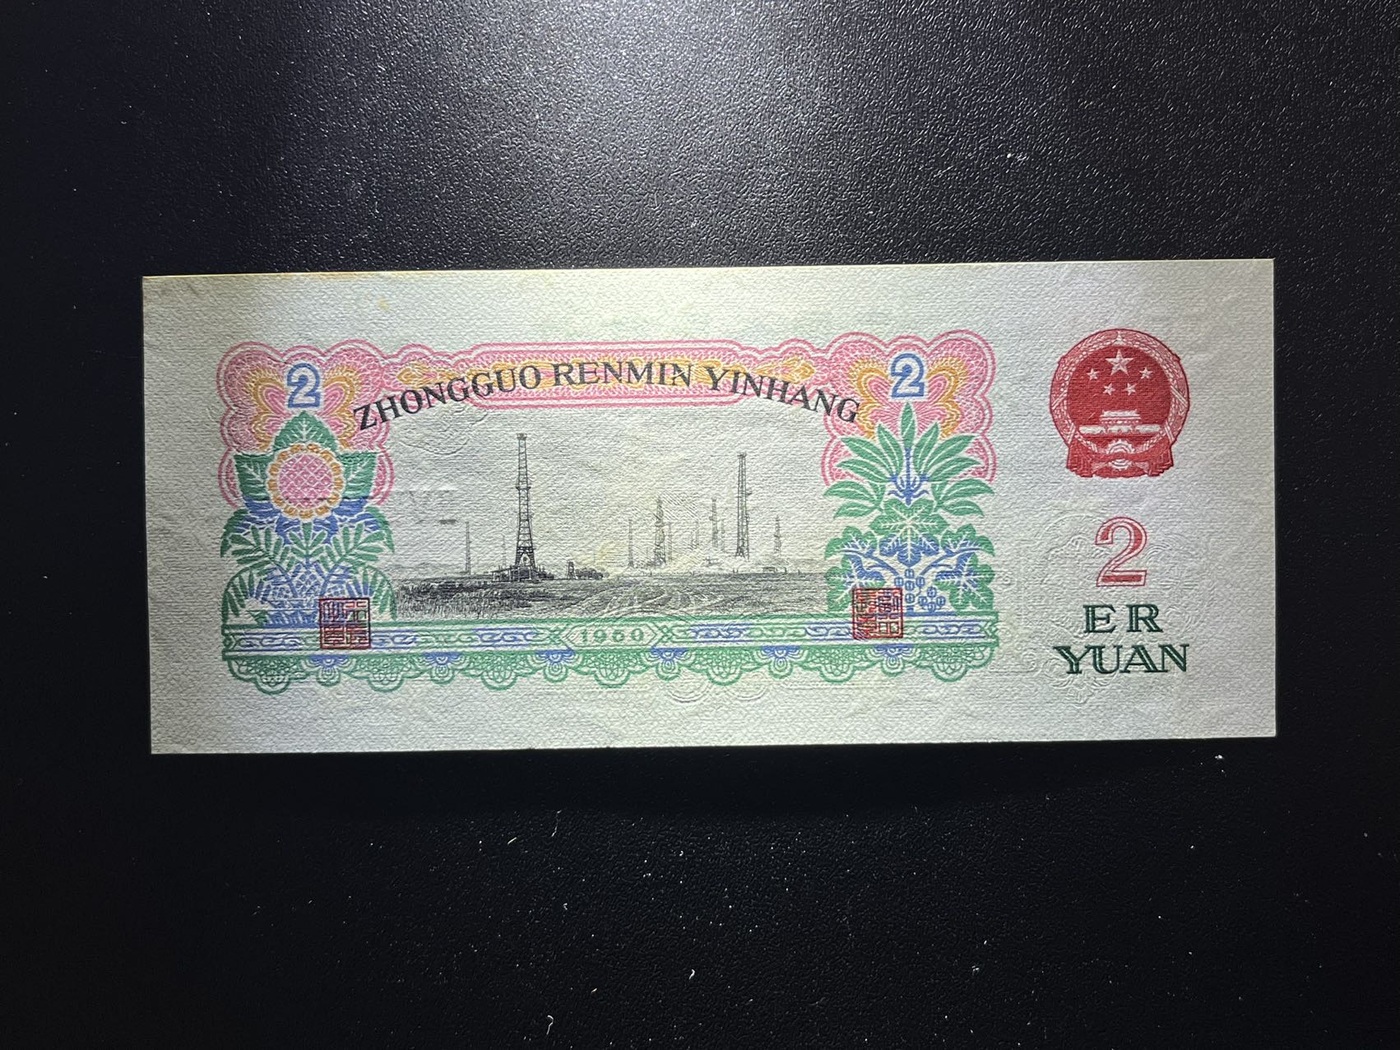 2
2
ZHONGGUO RENMIN YINHANG
1960
2
ER
YUAN